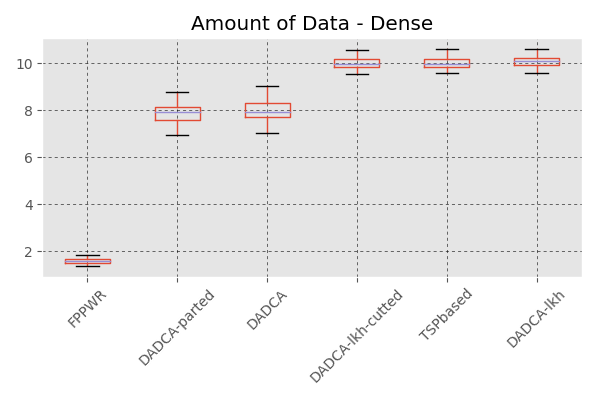 Amount of Data - Dense
10
8
6
4
2
FPPWR
DADCA-parted
DADCA
DADCA-lkh-cutted
TSPbased
DADCA-lkh